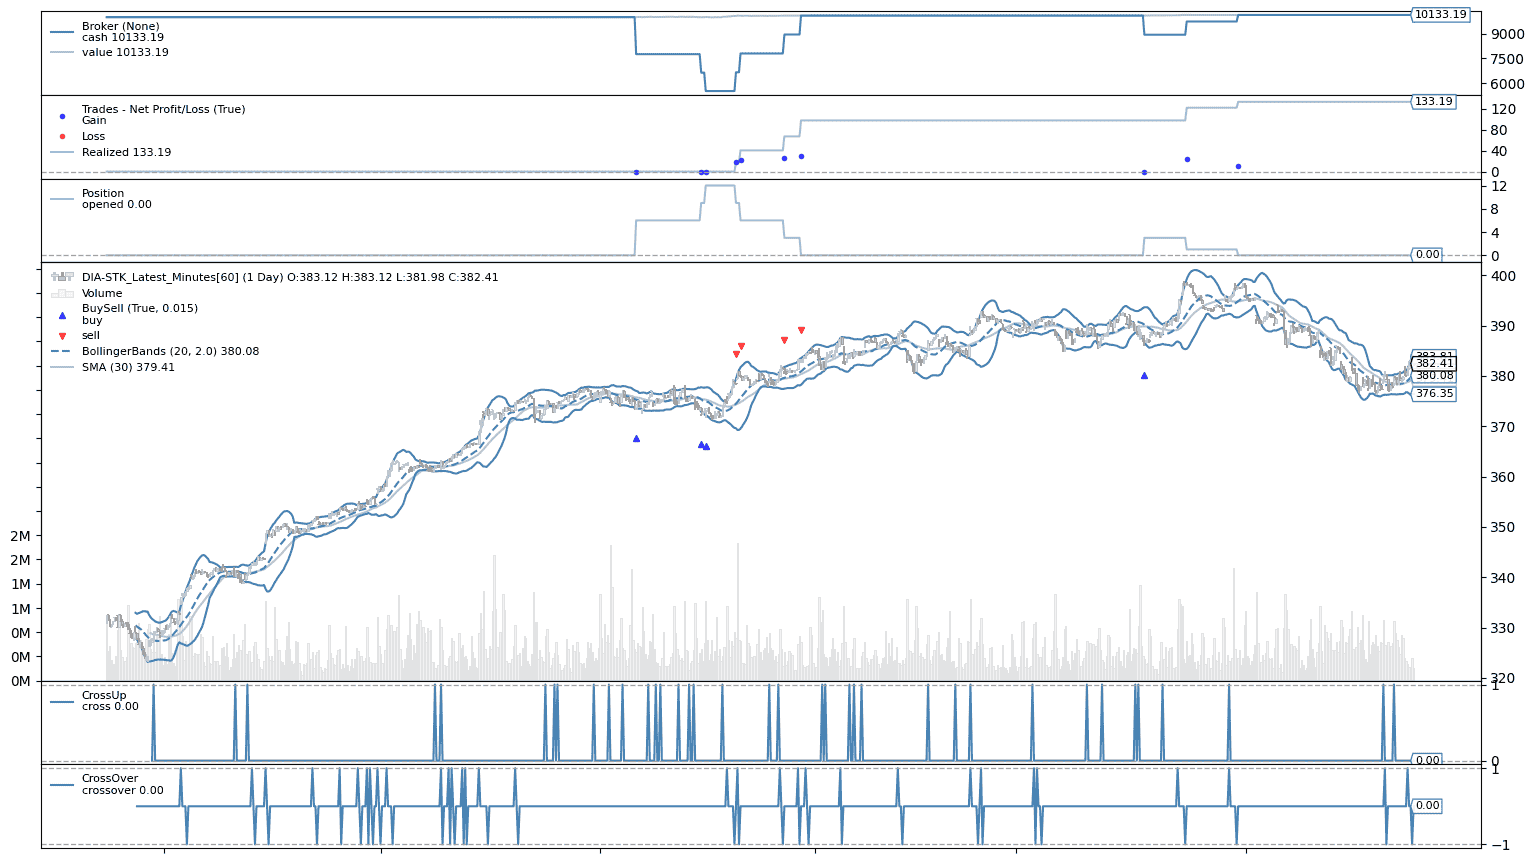 Broker (None)
cash 10133.19
value 10133.19
10133.19
9000
7500
6000
Trades - Net Profit/Loss (True)
Gain
Loss
Realized 133.19
133.19
120
80
40
0
Position
opened 0.00
12
8
4
0
0.00
DIA-STK_Latest_Minutes[60] (1 Day) O:383.12 H:383.12 L:381.98 C:382.41
Volume
BuySell (True, 0.015)
buy
sell
BollingerBands (20, 2.0) 380.08
SMA (30) 379.41
400
390
383.81
382.41
380.08
380
376.35
370
360
350
340
330
320
2M
2M
1M
1M
0M
0M
0M
CrossUp
cross 0.00
1
0
0.00
CrossOver
crossover 0.00
1
0.00
−1